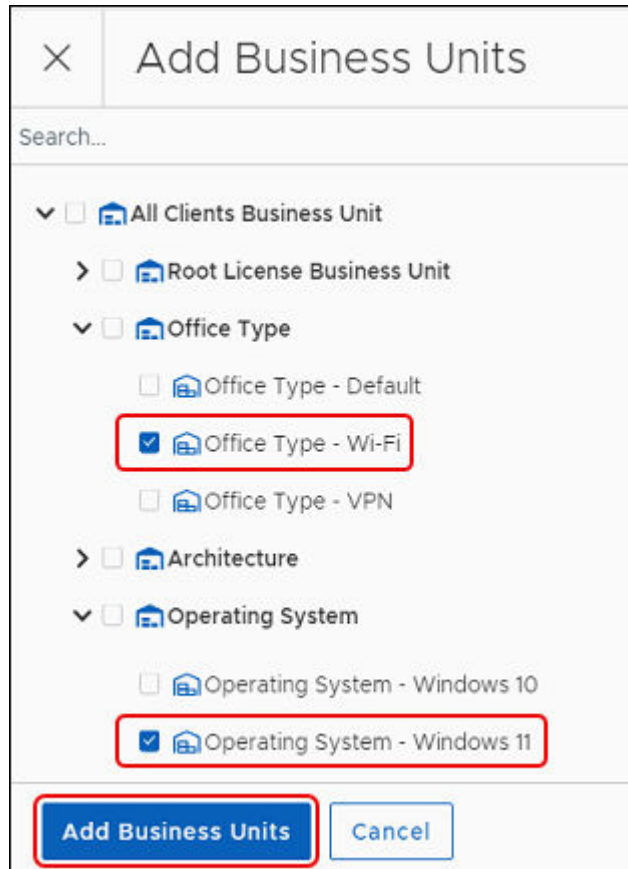 Add Business Units
Search...
All Clients Business Unit
Root License Business Unit
Office Type
Office Type - Default
Office Type - Wi-Fi
Office Type - VPN
Architecture
Operating System
Operating System - Windows 10
Operating System - Windows 11
Add Business Units
Cancel